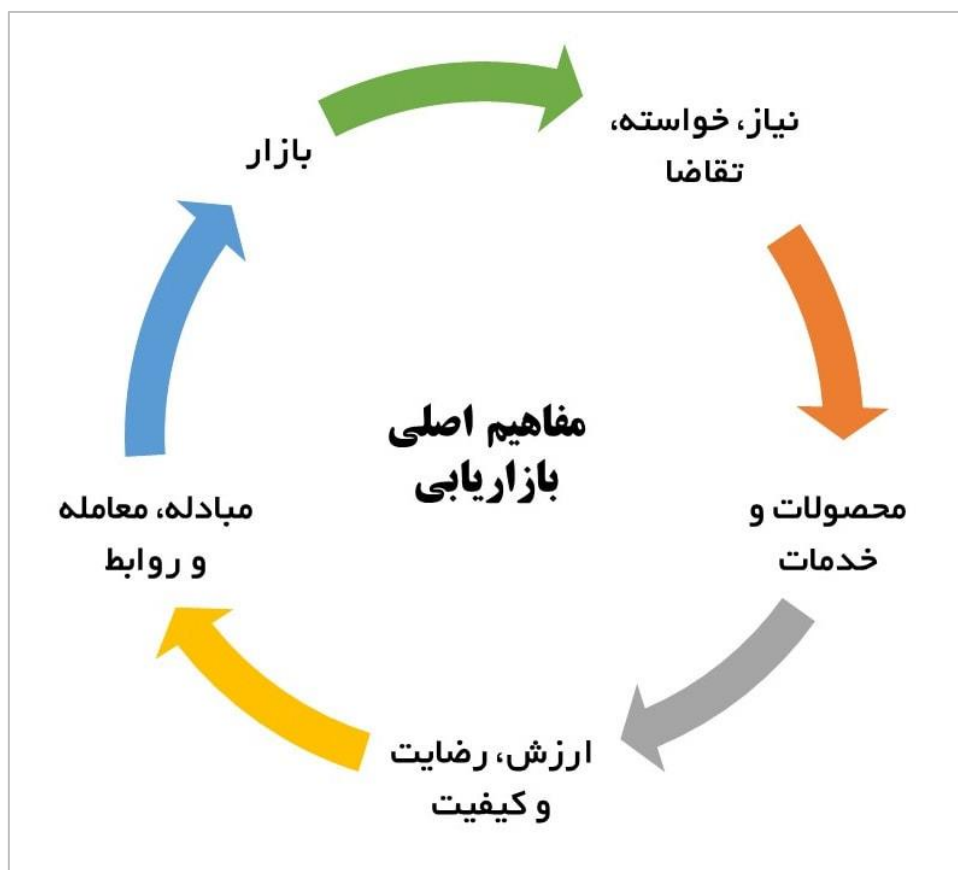 نیاز، خواسته،
تقاضا
بازار
مفاهیم اصلی
بازاریابی
محصولات و
خدمات
مبادله، معامله
و روابط
ارزش، رضایت
و کیفیت